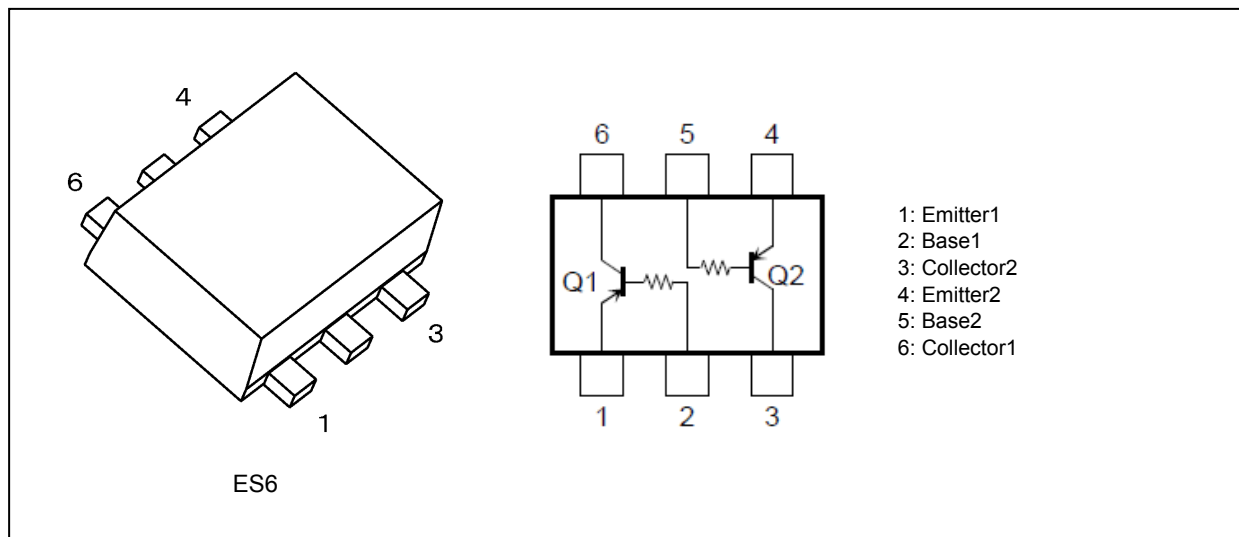 4
6
3
1
ES6
6 5 4
Q1 Q2
1 2 3
1: Emitter1
2: Base1
3: Collector2
4: Emitter2
5: Base2
6: Collector1